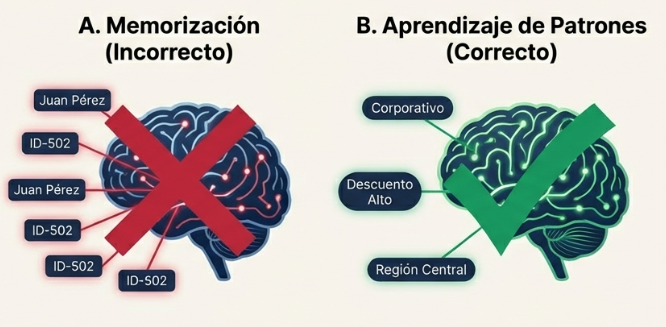 A. Memorización
(Incorrecto)
Juan Pérez
ID-502
Juan Pérez
ID-502
ID-502
ID-502
B. Aprendizaje de Patrones
(Correcto)
Corporativo
Descuento
Alto
Región Central